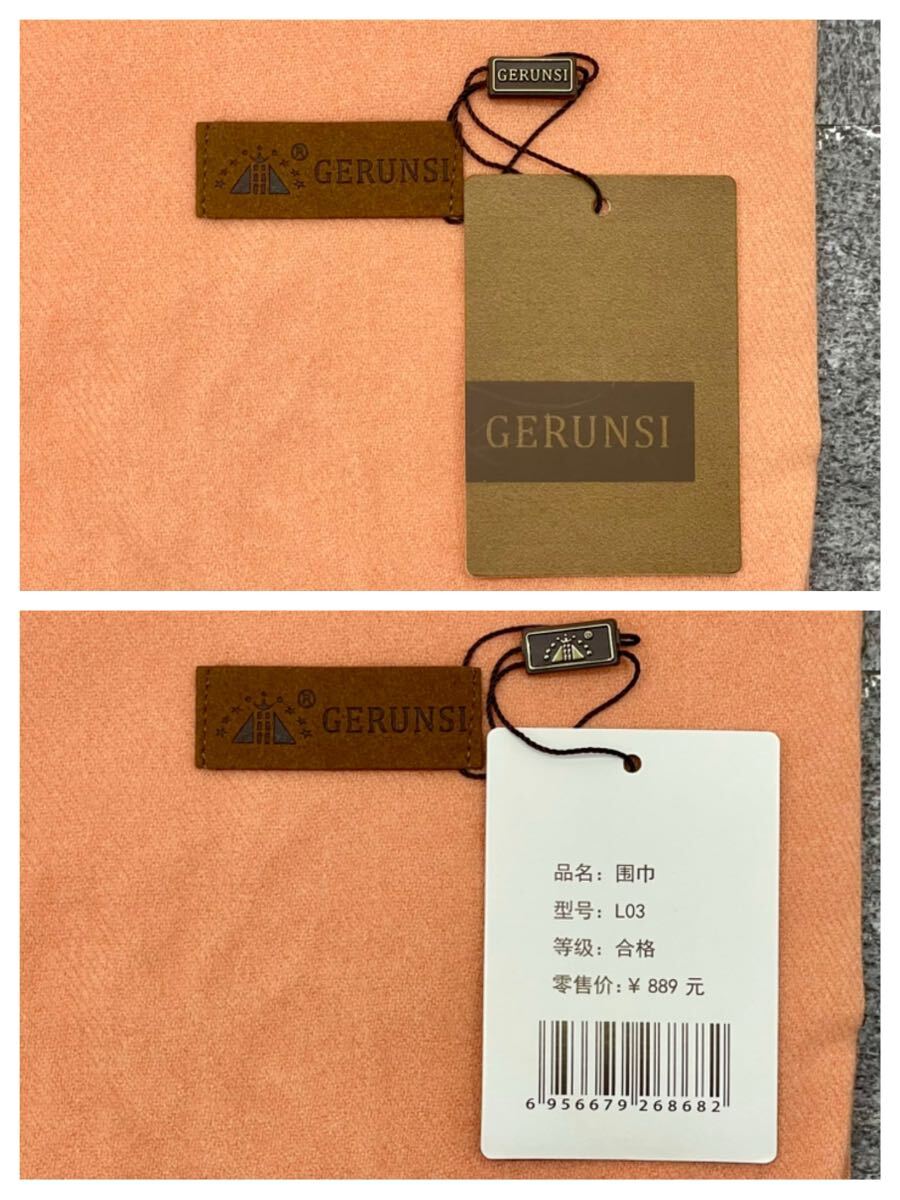 GERUNSI
® GERUNSI
GERUNSI
®
® GERUNSI
品名：围巾
型号：L03
等级：合格
零售价：¥ 889 元
6 956679 268682